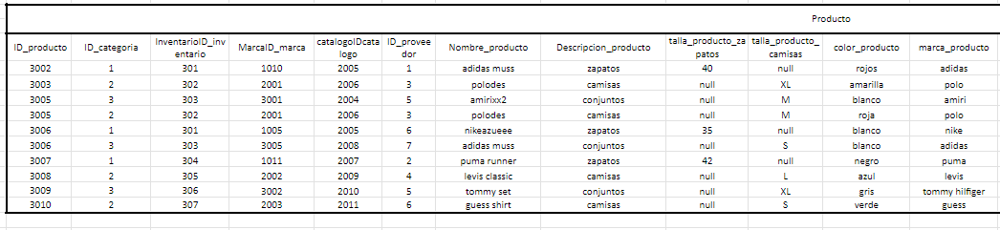 Producto
ID_producto ID_categoria InventarioID_inventario MarcaID_marca catalogoIDcatalogo ID_proveedor Nombre_producto Descripcion_producto talla_producto_zapatos talla_producto_camisas color_producto marca_producto
3002 1 301 1010 2005 1 adidas muss zapatos 40 null rojos adidas
3003 2 302 2001 2006 3 polodes camisas null XL amarilla polo
3005 3 303 3001 2004 5 amirixx2 conjuntos null M blanco amiri
3005 2 302 2001 2006 3 polodes camisas null M roja polo
3006 1 301 1005 2005 6 nikeazueee zapatos 35 null blanco nike
3006 3 303 3005 2008 7 adidas muss conjuntos null S blanco adidas
3007 1 304 1011 2007 2 puma runner zapatos 42 null negro puma
3008 2 305 2002 2009 4 levis classic camisas null L azul levis
3009 3 306 3002 2010 5 tommy set conjuntos null XL gris tommy hilfiger
3010 2 307 2003 2011 6 guess shirt camisas null S verde guess